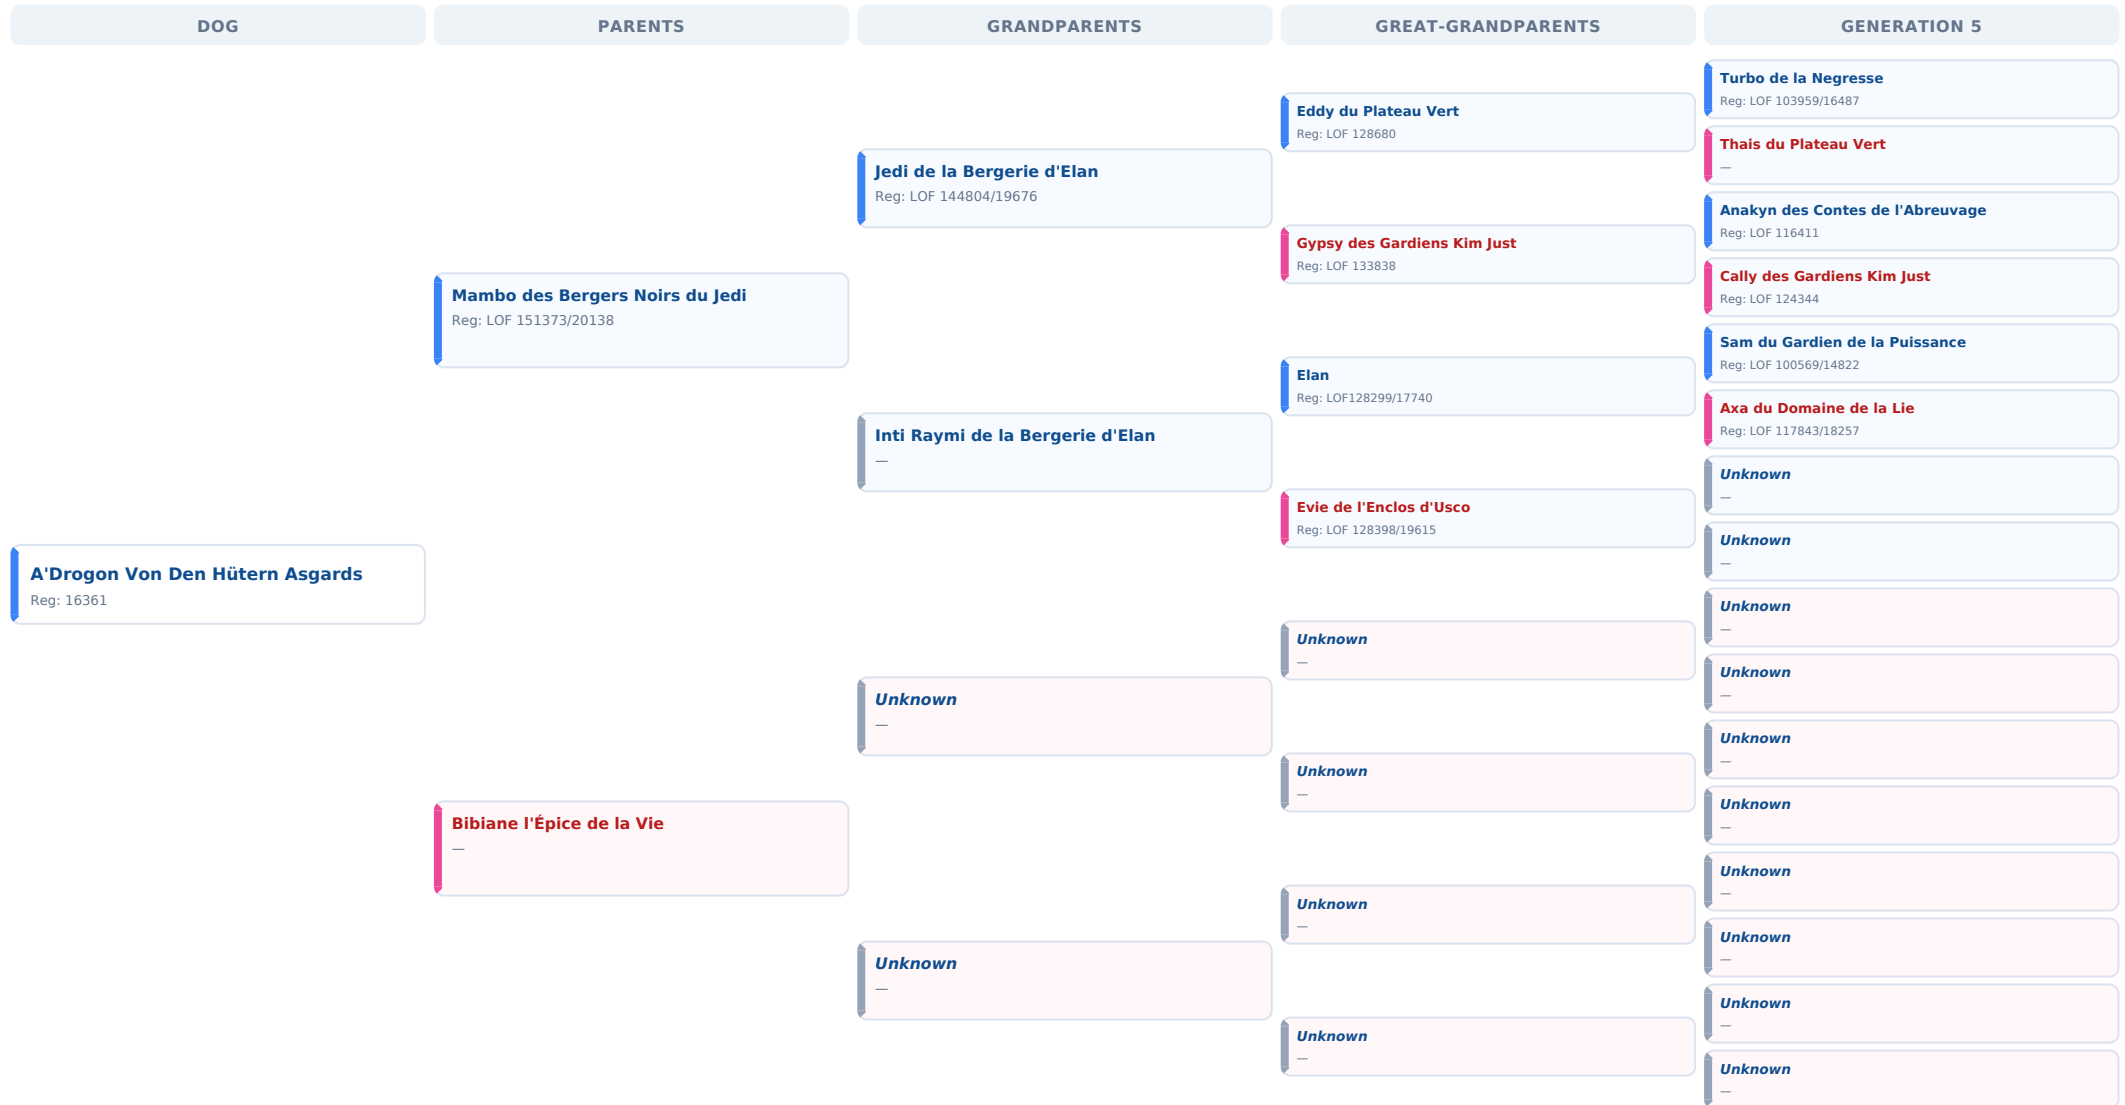 DOG
PARENTS
GRANDPARENTS
GREAT-GRANDPARENTS
GENERATION 5
A'Drogon Von Den Hütern Asgards
Reg: 16361
Mambo des Bergers Noirs du Jedi
Reg: LOF 151373/20138
Bibiane l'Épice de la Vie
—
Jedi de la Bergerie d'Elan
Reg: LOF 144804/19676
Inti Raymi de la Bergerie d'Elan
—
Unknown
—
Unknown
—
Eddy du Plateau Vert
Reg: LOF 128680
Gypsy des Gardiens Kim Just
Reg: LOF 133838
Elan
Reg: LOF128299/17740
Evie de l'Enclos d'Usco
Reg: LOF 128398/19615
Unknown
—
Unknown
—
Unknown
—
Unknown
—
Turbo de la Negresse
Reg: LOF 103959/16487
Thais du Plateau Vert
—
Anakyn des Contes de l'Abreuvage
Reg: LOF 116411
Cally des Gardiens Kim Just
Reg: LOF 124344
Sam du Gardien de la Puissance
Reg: LOF 100569/14822
Axa du Domaine de la Lie
Reg: LOF 117843/18257
Unknown
—
Unknown
—
Unknown
—
Unknown
—
Unknown
—
Unknown
—
Unknown
—
Unknown
—
Unknown
—
Unknown
—